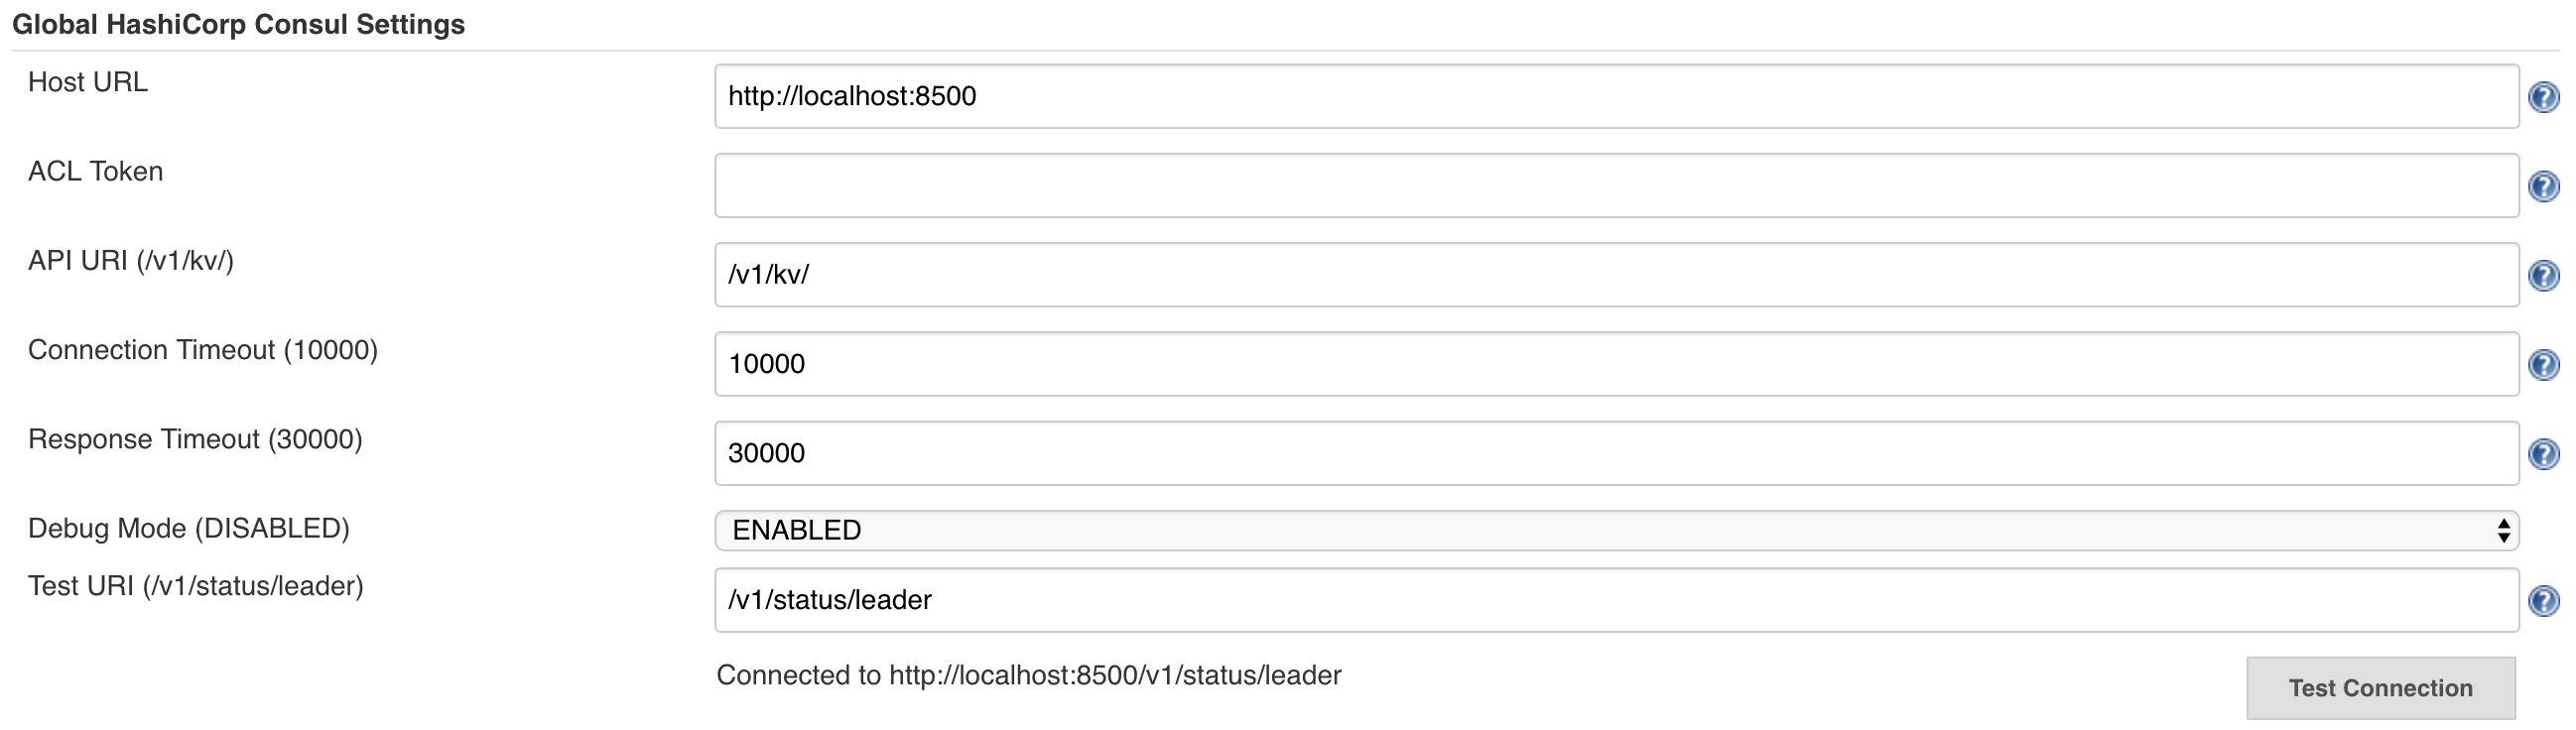 Global HashiCorp Consul Settings
Host URL
http://localhost:8500
ACL Token
API URI (/v1/kv/)
/v1/kv/
Connection Timeout (10000)
10000
Response Timeout (30000)
30000
Debug Mode (DISABLED)
ENABLED
Test URI (/v1/status/leader)
/v1/status/leader
Connected to http://localhost:8500/v1/status/leader
Test Connection